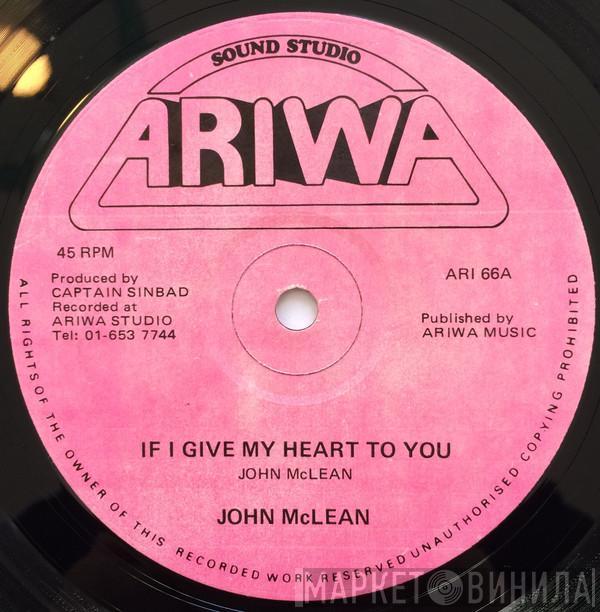 SOUND STUDIO
ARIWA
45 RPM
Produced by
CAPTAIN SINBAD
Recorded at
ARIWA STUDIO
Tel: 01-653 7744
ARI 66A
Published by
ARIWA MUSIC
IF I GIVE MY HEART TO YOU
JOHN McLEAN
JOHN McLEAN
ALL RIGHTS OF THE OWNER OF THIS RECORDED WORK RESERVED UNAUTHORISED COPYING PROHIBITED
МАРКЕТ ВИНИЛА